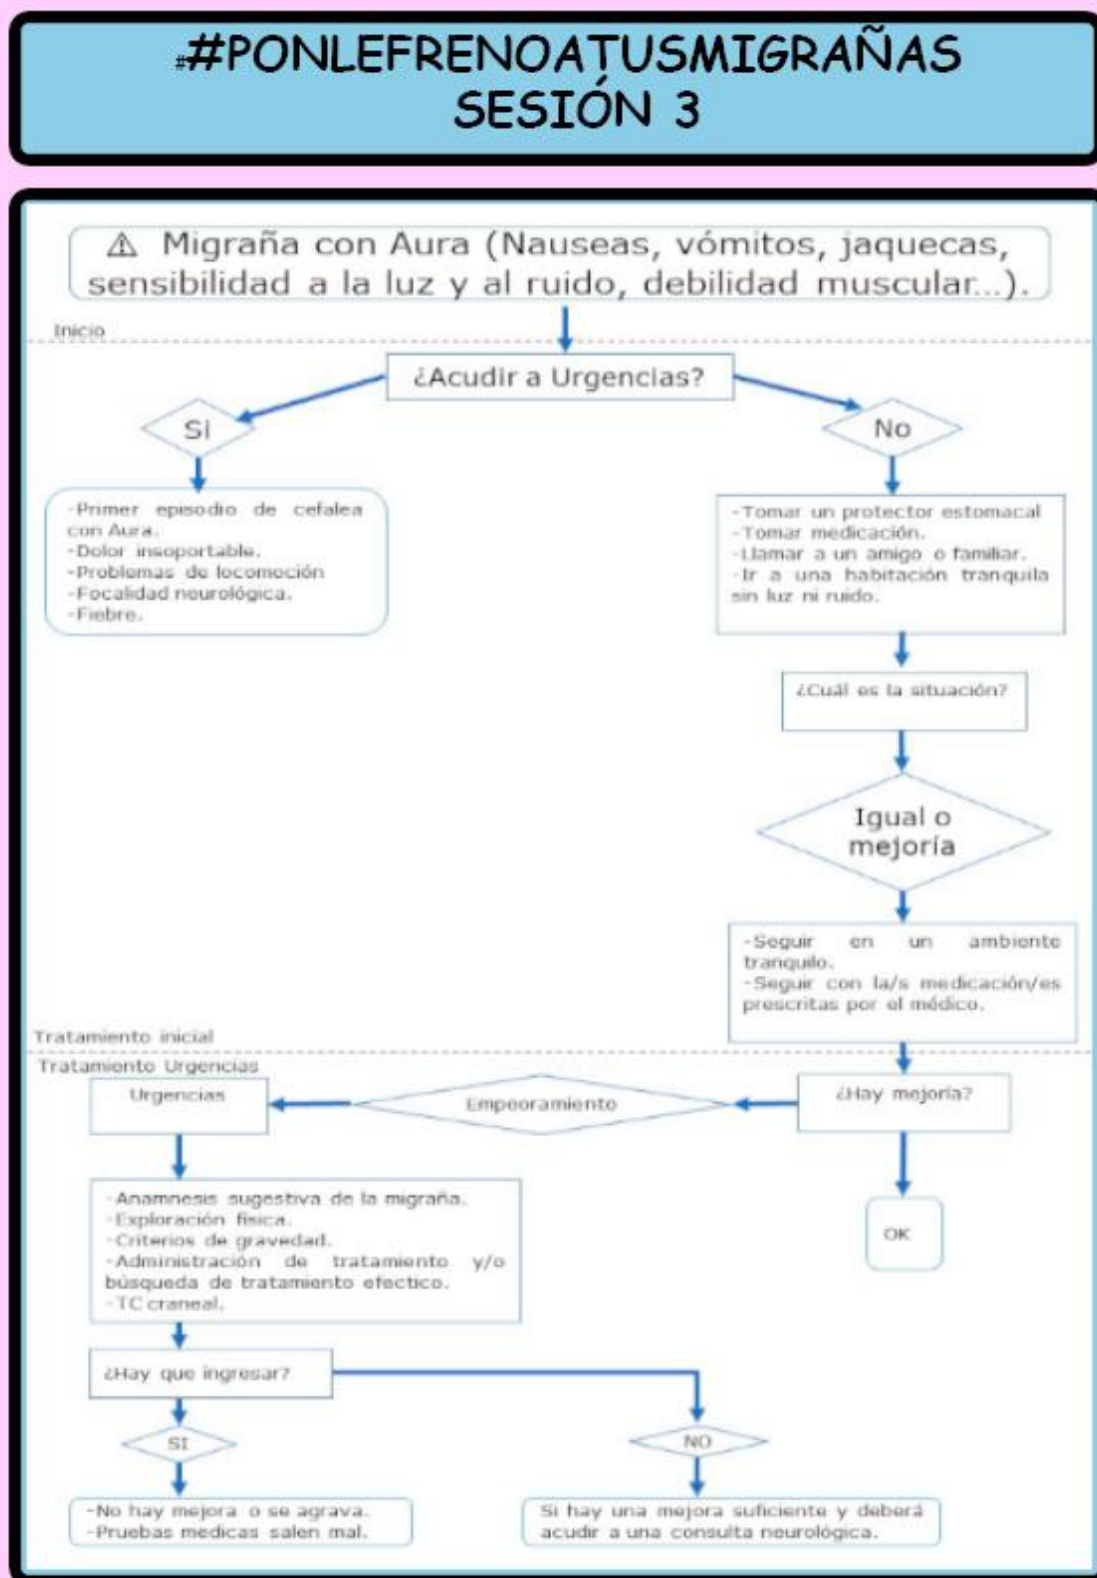 ##PONLEFRENOATUSMIGRAÑAS
SESIÓN 3
⚠ Migraña con Aura (Nauseas, vómitos, jaquecas,
sensibilidad a la luz y al ruido, debilidad muscular...).
Inicio
¿Acudir a Urgencias?
Si
No
-Primer episodio de cefalea
con Aura.
-Dolor insoportable.
-Problemas de locomoción
-Focalidad neurológica.
-Fiebre.
-Tomar un protector estomacal
-Tomar medicación.
-Llamar a un amigo o familiar.
-Ir a una habitación tranquila
sin luz ni ruido.
¿Cuál es la situación?
Igual o
mejoría
-Seguir en un ambiente
tranquilo.
-Seguir con la/s medicación/es
prescritas por el médico.
Tratamiento inicial
Tratamiento Urgencias
Urgencias
Empeoramiento
¿Hay mejoría?
OK
-Anamnesis sugestiva de la migraña.
-Exploración física.
-Criterios de gravedad.
-Administración de tratamiento y/o
búsqueda de tratamiento efectico.
-TC craneal.
¿Hay que ingresar?
SI
NO
-No hay mejora o se agrava.
-Pruebas medicas salen mal.
Si hay una mejora suficiente y deberá
acudir a una consulta neurológica.